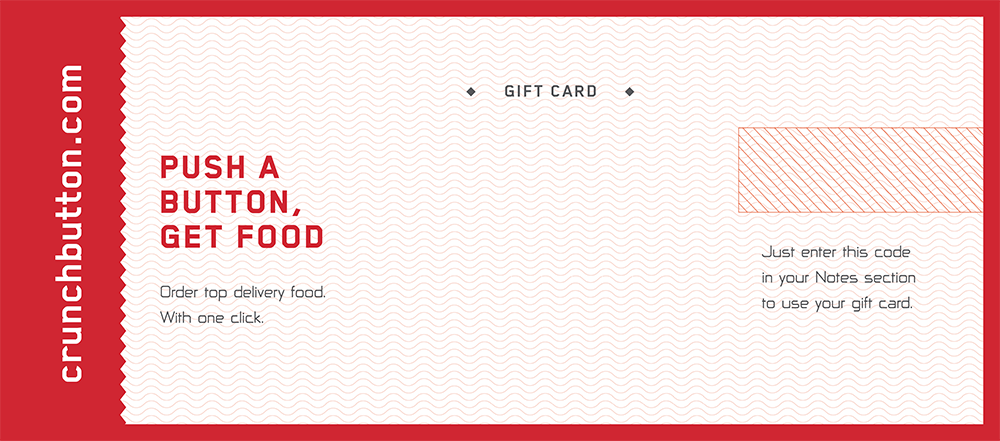 crunchbutton.com
GIFT CARD
PUSH A
BUTTON,
GET FOOD
Order top delivery food.
With one click.
Just enter this code
in your Notes section
to use your gift card.